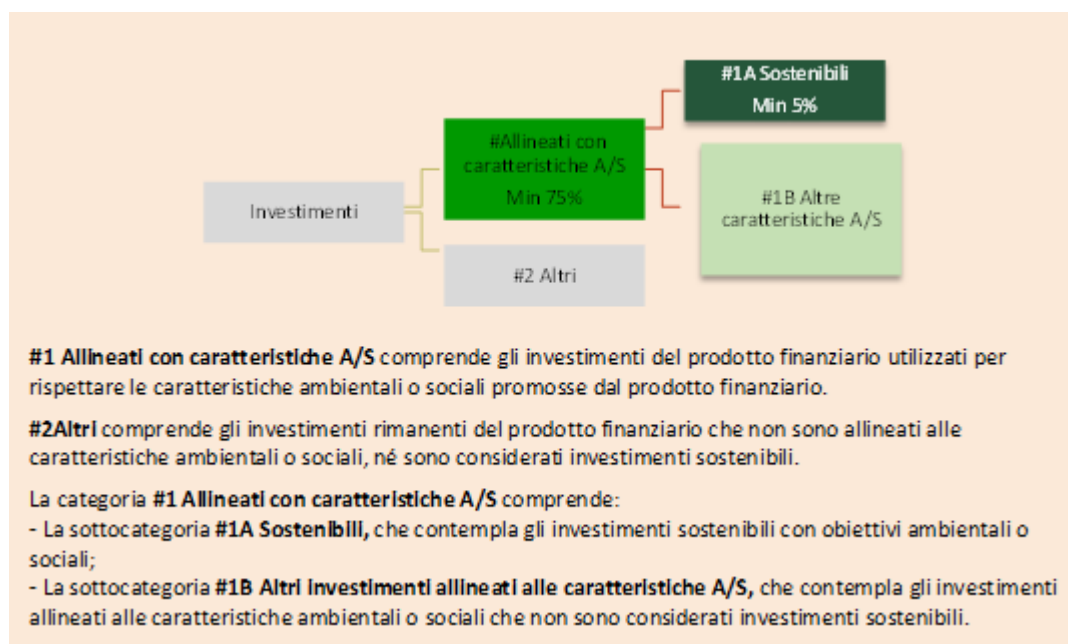 #1A Sostenibili
Min 5%
#Allineati con
caratteristiche A/S
Min 75%
Investimenti
#1B Altre
caratteristiche A/S
#2 Altri
#1 Allineati con caratteristiche A/S comprende gli investimenti del prodotto finanziario utilizzati per
rispettare le caratteristiche ambientali o sociali promosse dal prodotto finanziario.
#2Altri comprende gli investimenti rimanenti del prodotto finanziario che non sono allineati alle
caratteristiche ambientali o sociali, né sono considerati investimenti sostenibili.
La categoria #1 Allineati con caratteristiche A/S comprende:
- La sottocategoria #1A Sostenibili, che contempla gli investimenti sostenibili con obiettivi ambientali o
sociali;
- La sottocategoria #1B Altri investimenti allineati alle caratteristiche A/S, che contempla gli investimenti
allineati alle caratteristiche ambientali o sociali che non sono considerati investimenti sostenibili.